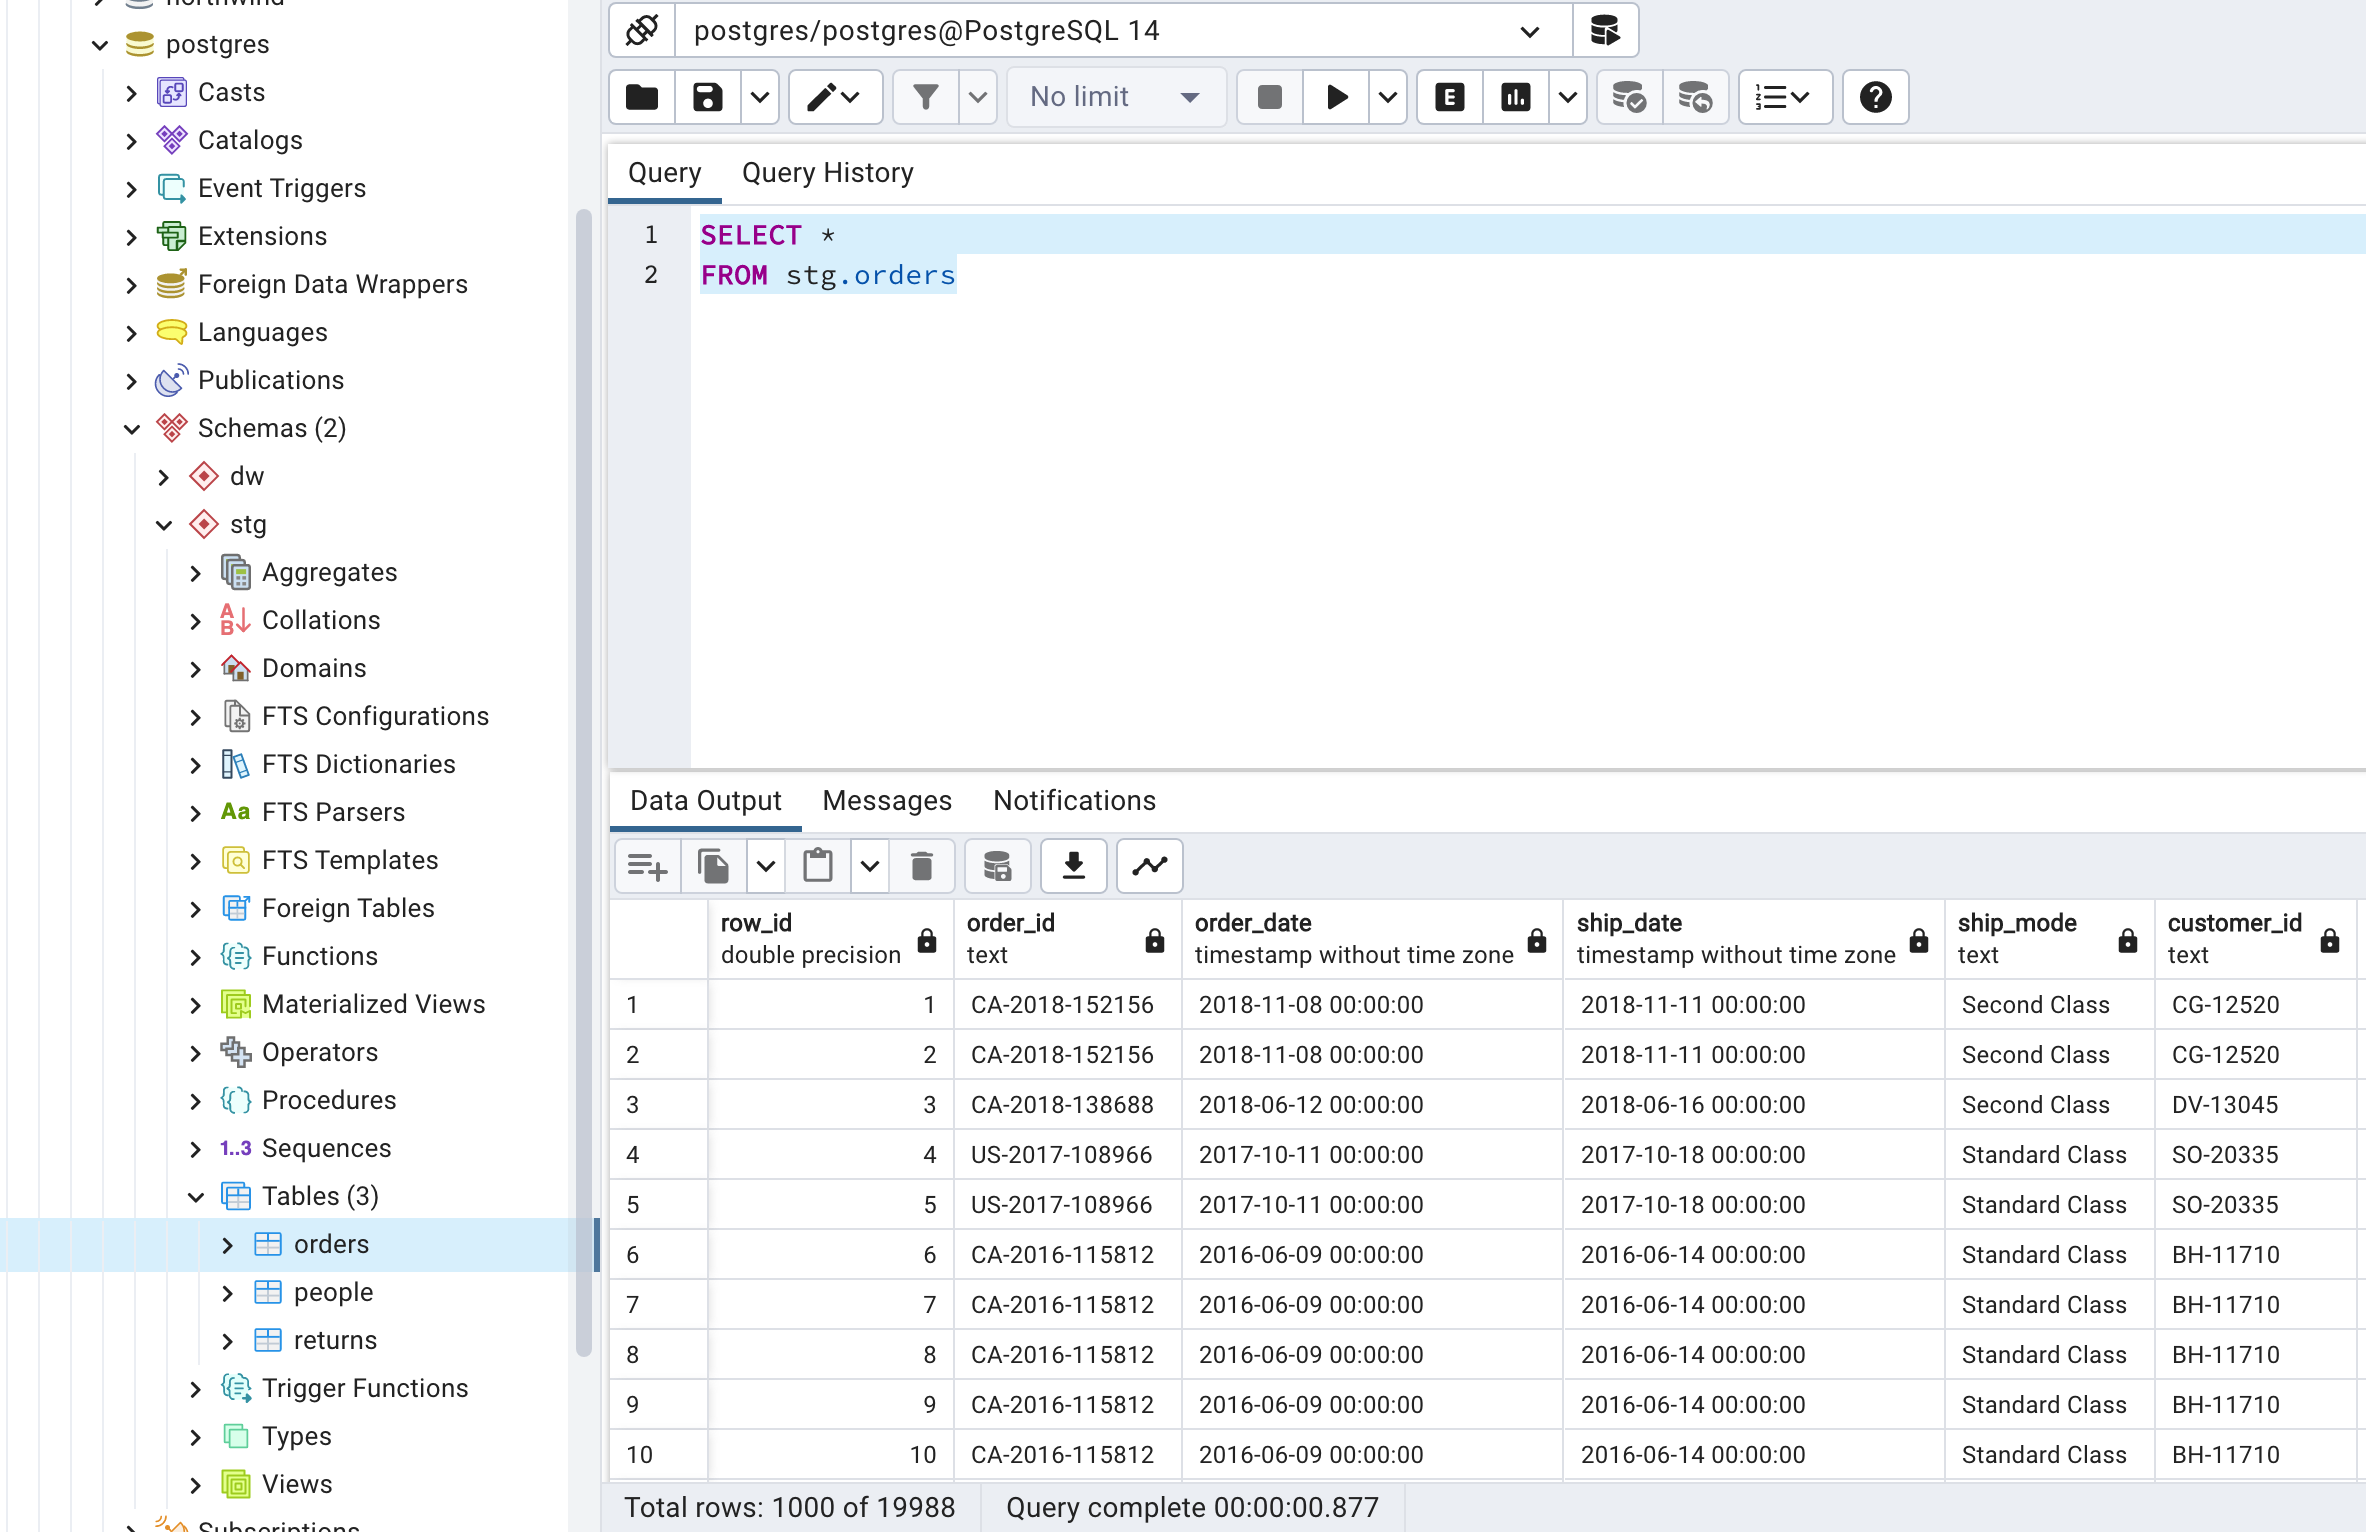 northwind
postgres
Casts
Catalogs
Event Triggers
Extensions
Foreign Data Wrappers
Languages
Publications
Schemas (2)
dw
stg
Aggregates
Collations
Domains
FTS Configurations
FTS Dictionaries
Aa FTS Parsers
FTS Templates
Foreign Tables
Functions
Materialized Views
Operators
Procedures
1..3 Sequences
Tables (3)
orders
people
returns
Trigger Functions
Types
Views
Subscriptions
postgres/postgres@PostgreSQL 14
No limit
E
Query Query History
1 SELECT *
2 FROM stg.orders
Data Output Messages Notifications
row_id order_id order_date ship_date ship_mode customer_id
double precision text timestamp without time zone timestamp without time zone text text
1 1 CA-2018-152156 2018-11-08 00:00:00 2018-11-11 00:00:00 Second Class CG-12520
2 2 CA-2018-152156 2018-11-08 00:00:00 2018-11-11 00:00:00 Second Class CG-12520
3 3 CA-2018-138688 2018-06-12 00:00:00 2018-06-16 00:00:00 Second Class DV-13045
4 4 US-2017-108966 2017-10-11 00:00:00 2017-10-18 00:00:00 Standard Class SO-20335
5 5 US-2017-108966 2017-10-11 00:00:00 2017-10-18 00:00:00 Standard Class SO-20335
6 6 CA-2016-115812 2016-06-09 00:00:00 2016-06-14 00:00:00 Standard Class BH-11710
7 7 CA-2016-115812 2016-06-09 00:00:00 2016-06-14 00:00:00 Standard Class BH-11710
8 8 CA-2016-115812 2016-06-09 00:00:00 2016-06-14 00:00:00 Standard Class BH-11710
9 9 CA-2016-115812 2016-06-09 00:00:00 2016-06-14 00:00:00 Standard Class BH-11710
10 10 CA-2016-115812 2016-06-09 00:00:00 2016-06-14 00:00:00 Standard Class BH-11710
Total rows: 1000 of 19988 Query complete 00:00:00.877